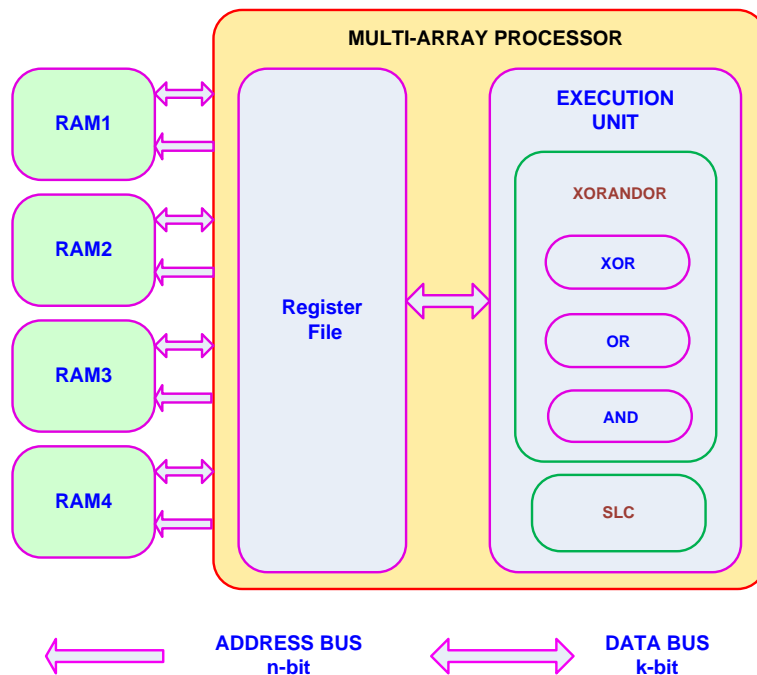 MULTI-ARRAY PROCESSOR
RAM1
RAM2
RAM3
RAM4
Register
File
EXECUTION
UNIT
XORANDOR
XOR
OR
AND
SLC
ADDRESS BUS
n-bit
DATA BUS
k-bit